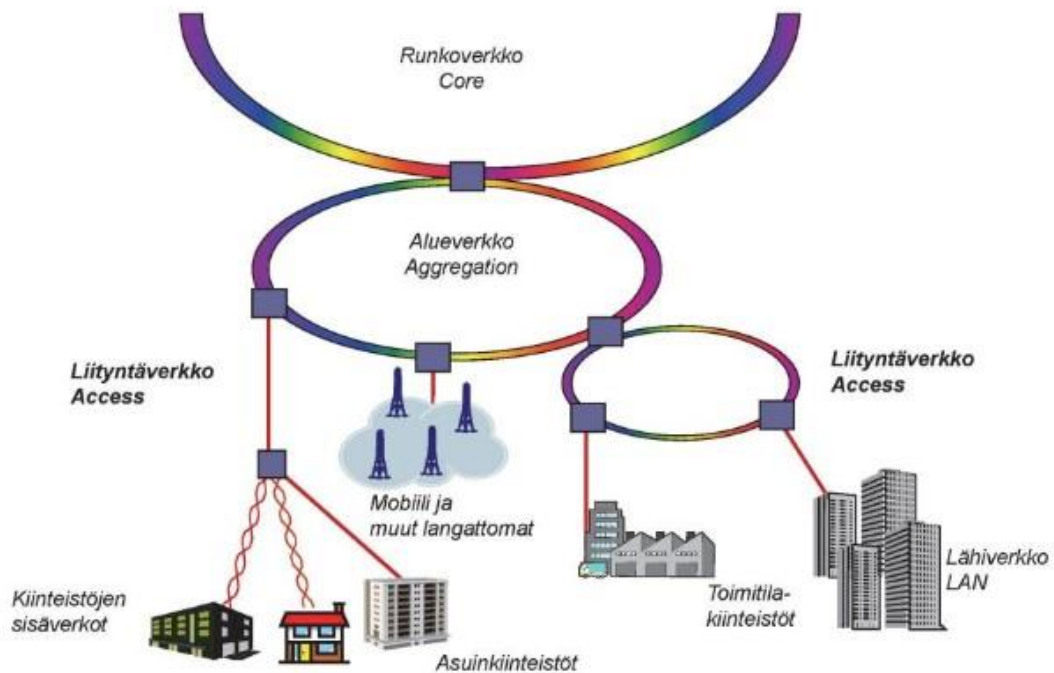 Runkoverkko
Core
Alueverkko
Aggregation
Liityntäverkko
Access
Liityntäverkko
Access
Mobiili ja
muut langattomat
Kiinteistöjen
sisäverkot
Asuinkiinteistöt
Toimitila-
kiinteistöt
Lähiverkko
LAN